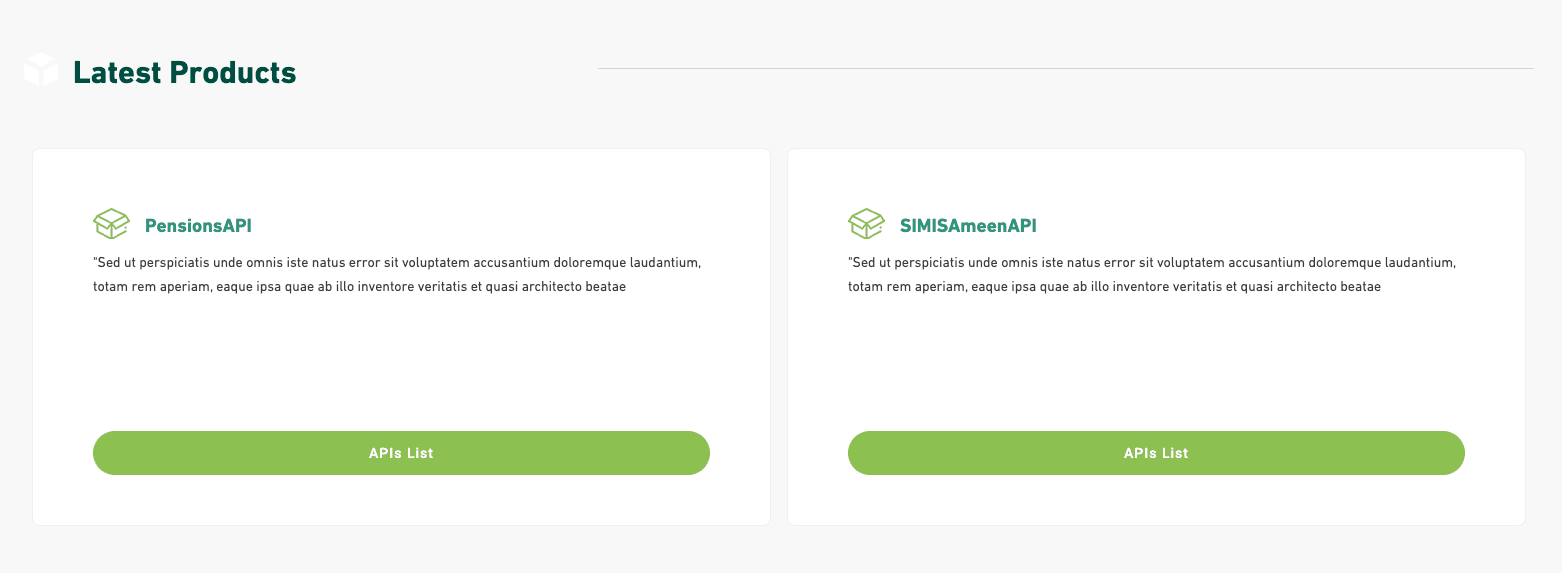 Latest Products
PensionsAPI
"Sed ut perspiciatis unde omnis iste natus error sit voluptatem accusantium doloremque laudantium,
totam rem aperiam, eaque ipsa quae ab illo inventore veritatis et quasi architecto beatae
APIs List
SIMISAmeenAPI
"Sed ut perspiciatis unde omnis iste natus error sit voluptatem accusantium doloremque laudantium,
totam rem aperiam, eaque ipsa quae ab illo inventore veritatis et quasi architecto beatae
APIs List